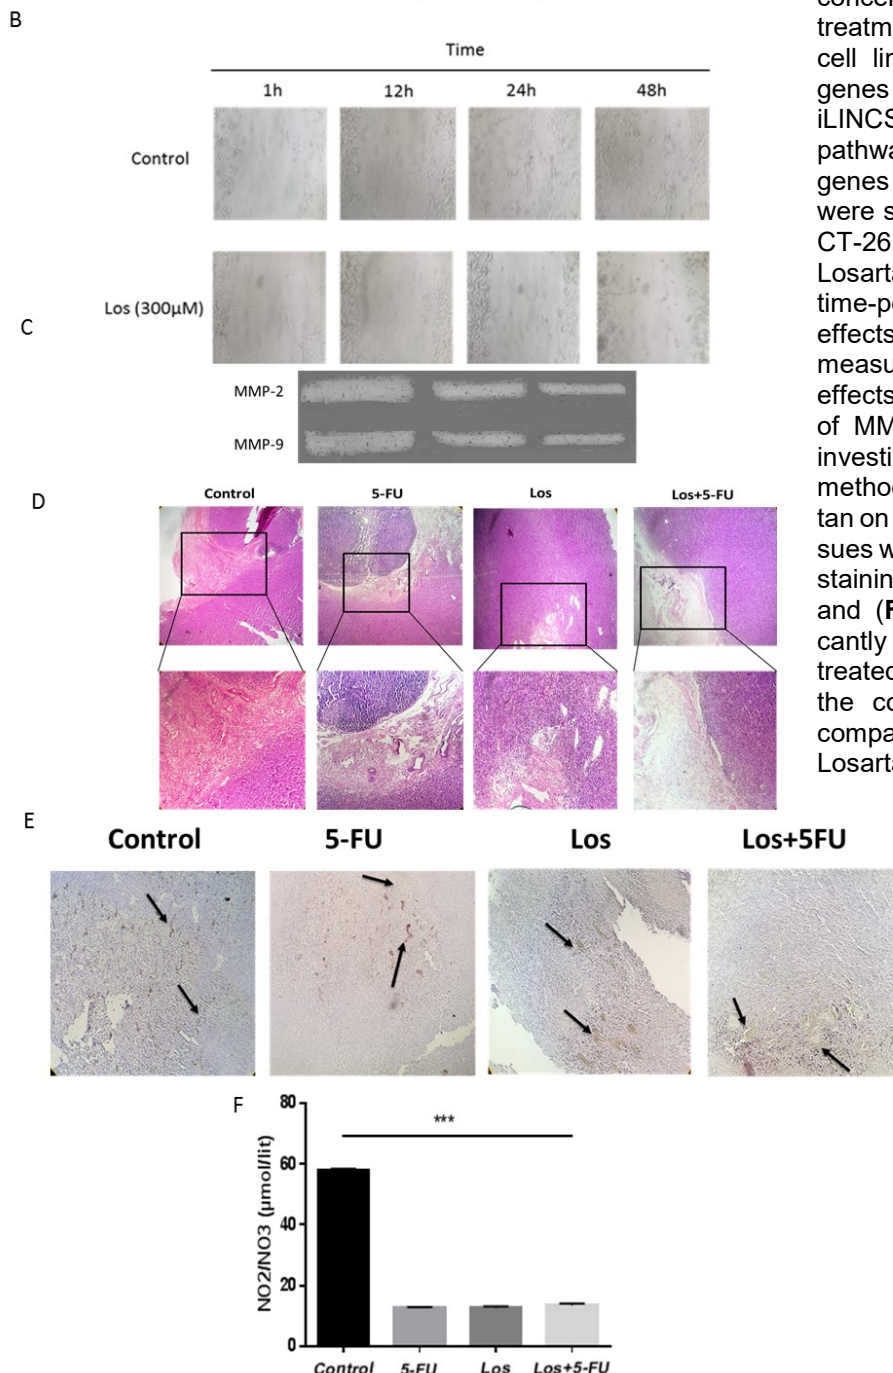 B
Time
1h 12h 24h 48h
Control
Los (300µM)
C
MMP-2
MMP-9
D
Control 5-FU Los Los+5-FU
E
Control 5-FU Los Los+5FU
F
***
NO2/NO3 (µmol/lit)
80
60
40
20
0
Control 5-FU Los Los+5-FU
treatm
cell lin
genes
iLINCS
pathwa
genes
were s
CT-26
Losarta
time-po
effects
measu
effects
of MM
investi
method
tan on
sues w
staining
and (F
cantly
treated
the co
compa
Losarta